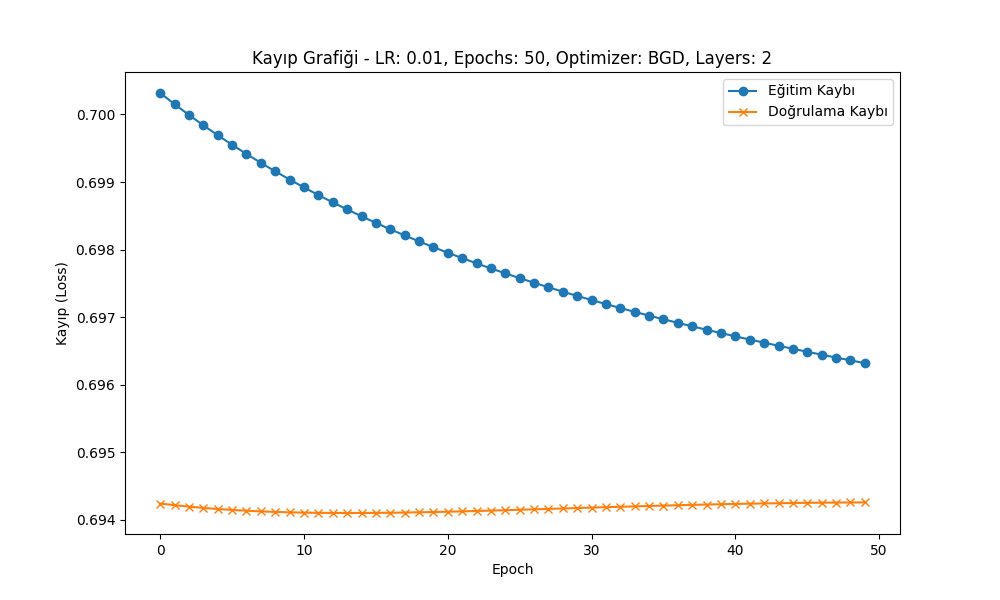 Kayıp Grafiği - LR: 0.01, Epochs: 50, Optimizer: BGD, Layers: 2
Eğitim Kaybı
Doğrulama Kaybı
0.700
0.699
0.698
0.697
0.696
0.695
0.694
Kayıp (Loss)
0
10
20
30
40
50
Epoch